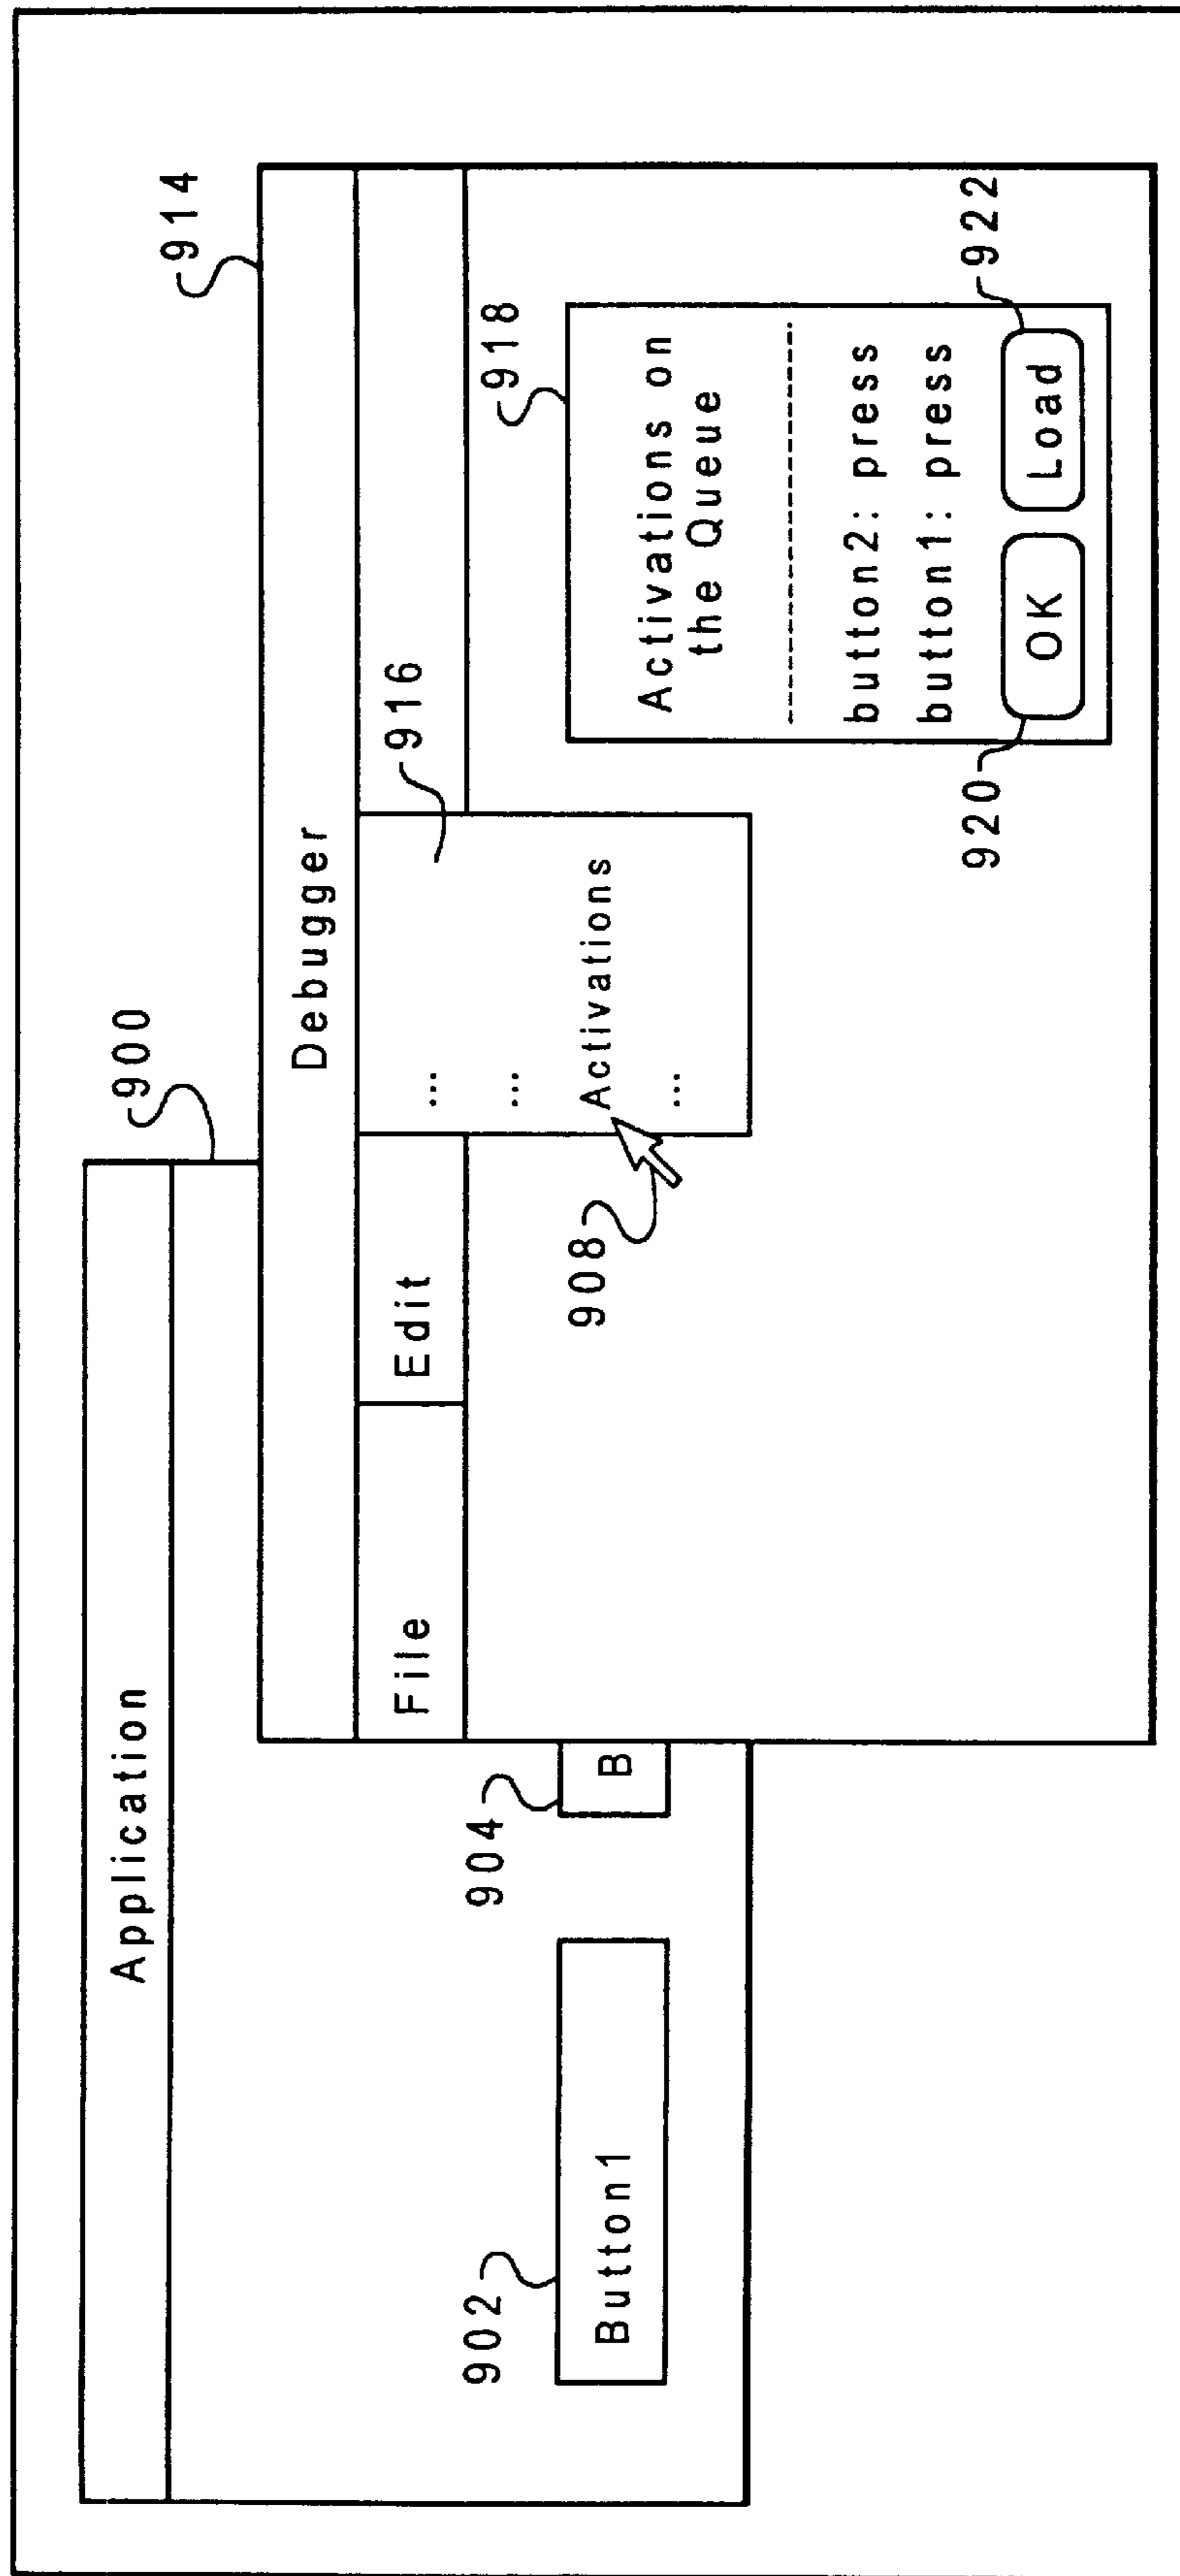 Application
900
902
Button1
904
B
914
Debugger
File
Edit
916
...
...
Activations
...
908
918
Activations on
the Queue
button2: press
button1: press
OK
Load
920
922